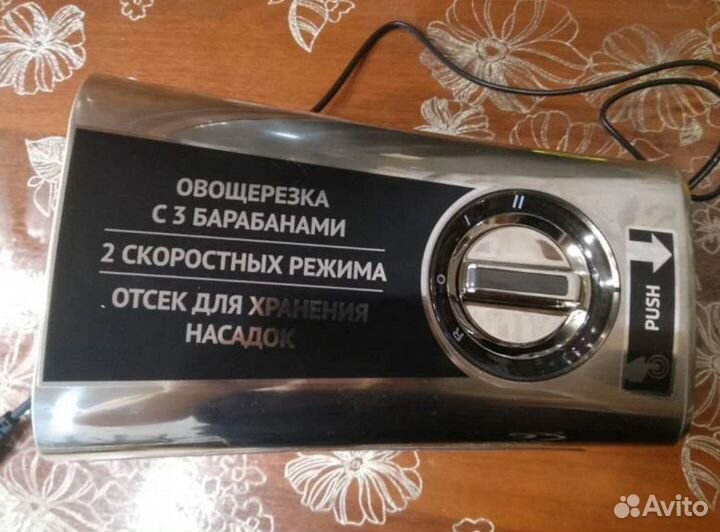 ОВОЩЕРЕЗКА
С 3 БАРАБАНАМИ
2 СКОРОСТНЫХ РЕЖИМА
ОТСЕК ДЛЯ ХРАНЕНИЯ
НАСАДОК
II
I
O
R
PUSH
Avito